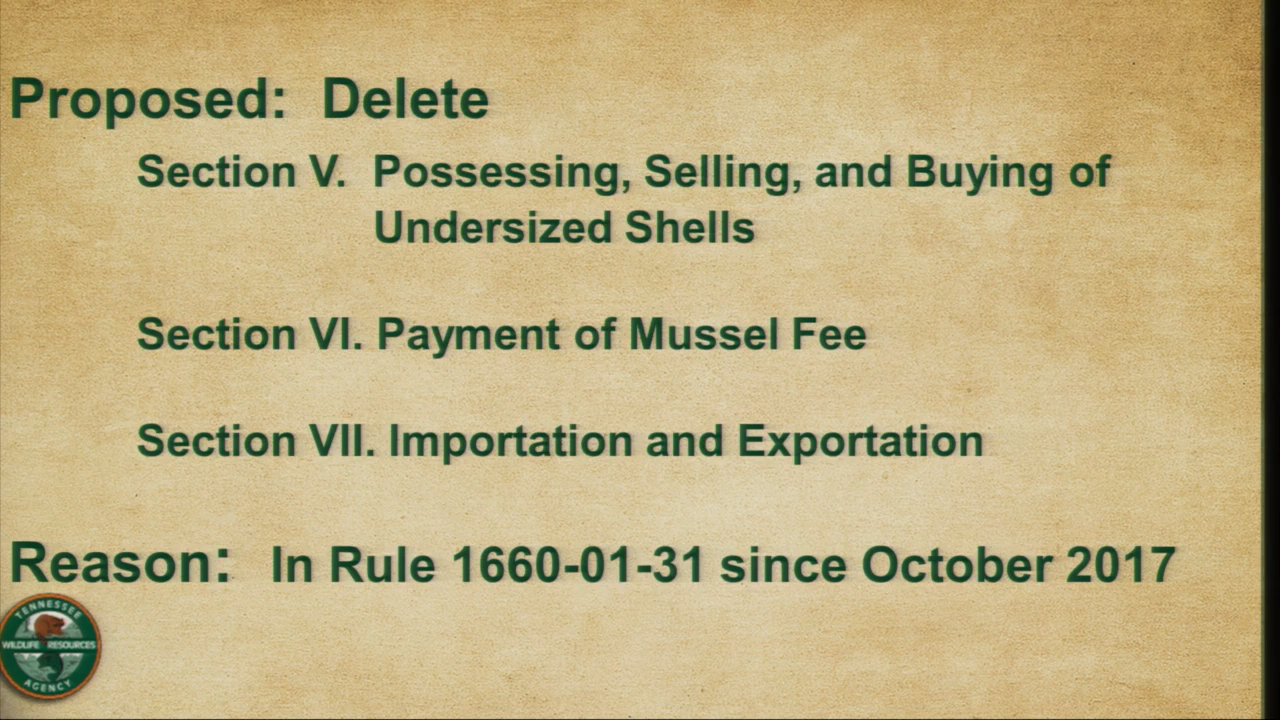 Proposed: Delete
Section V. Possessing, Selling, and Buying of
Undersized Shells
Section VI. Payment of Mussel Fee
Section VII. Importation and Exportation
Reason: In Rule 1660-01-31 since October 2017
TENNESSEE
WILDLIFE RESOURCES
AGENCY